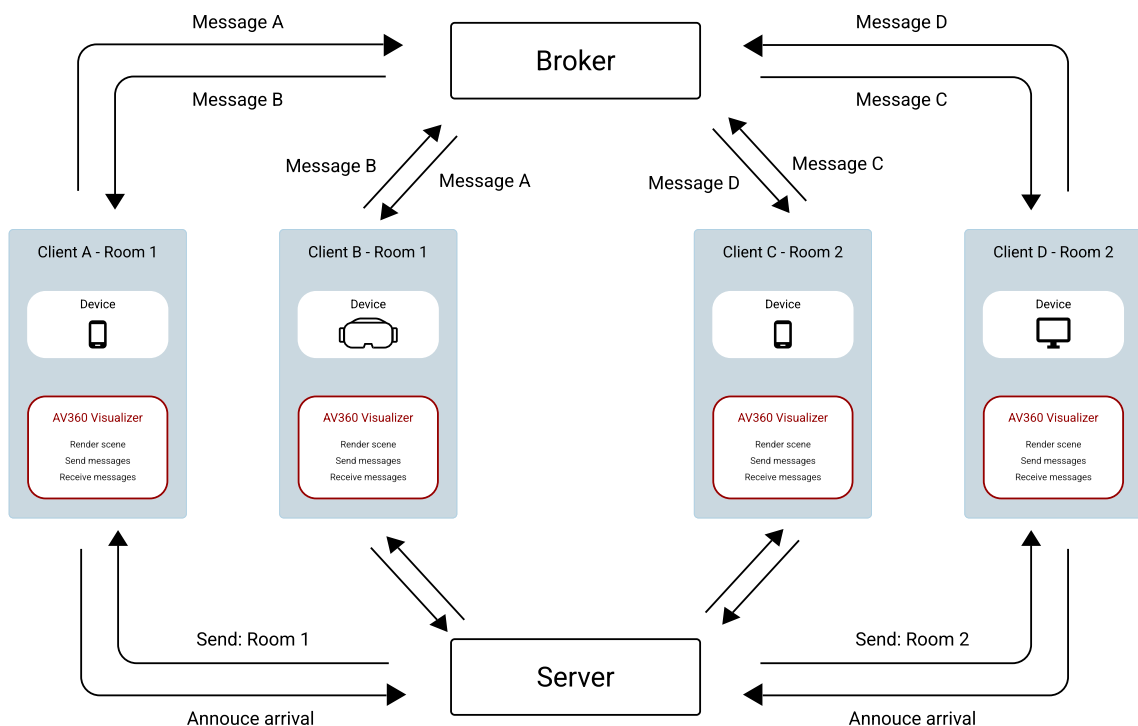 Message A
Message D
Broker
Message B
Message C
Message B
Message A
Message C
Message D
Client A - Room 1
Client B - Room 1
Client C - Room 2
Client D - Room 2
Device
Device
Device
Device
AV360 Visualizer
Render scene
Send messages
Receive messages
AV360 Visualizer
Render scene
Send messages
Receive messages
AV360 Visualizer
Render scene
Send messages
Receive messages
AV360 Visualizer
Render scene
Send messages
Receive messages
Send: Room 1
Send: Room 2
Server
Annouce arrival
Annouce arrival